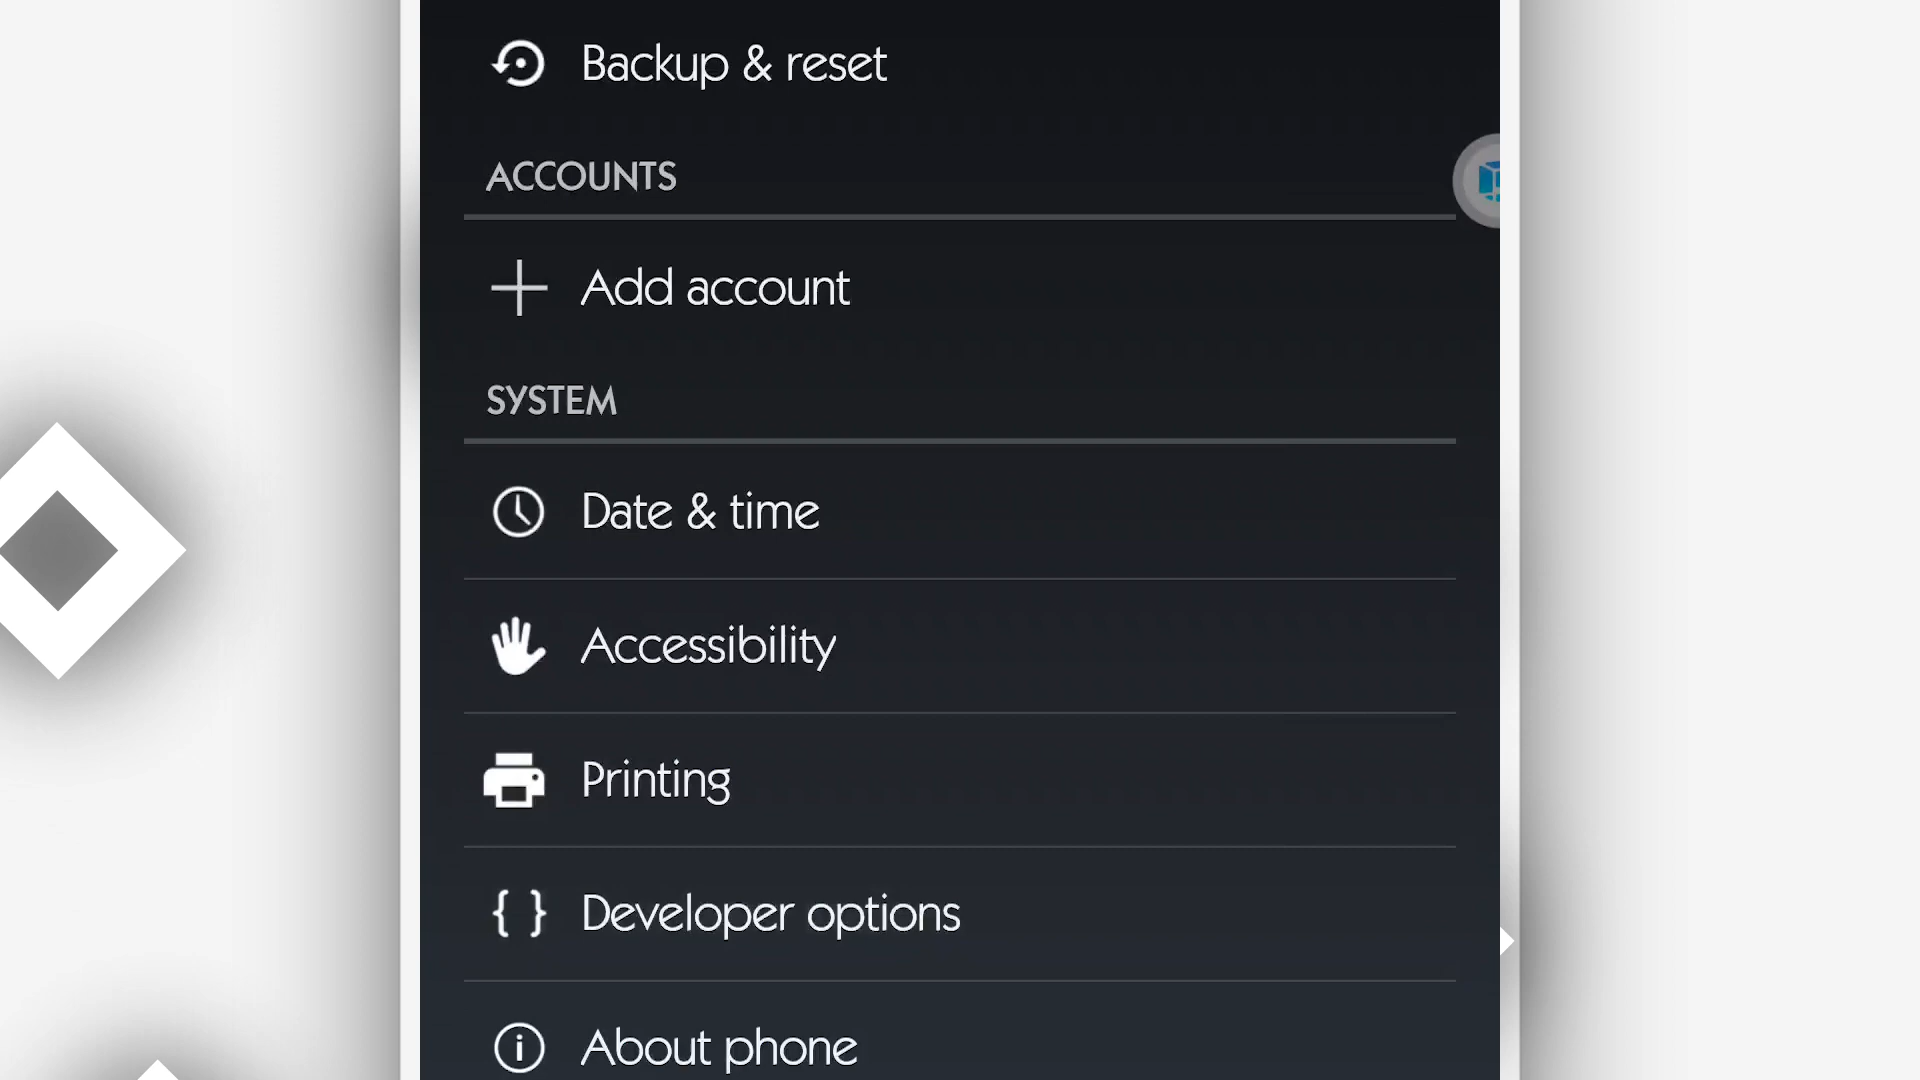 Backup & reset
ACCOUNTS
Add account
SYSTEM
Date & time
Accessibility
Printing
Developer options
About phone